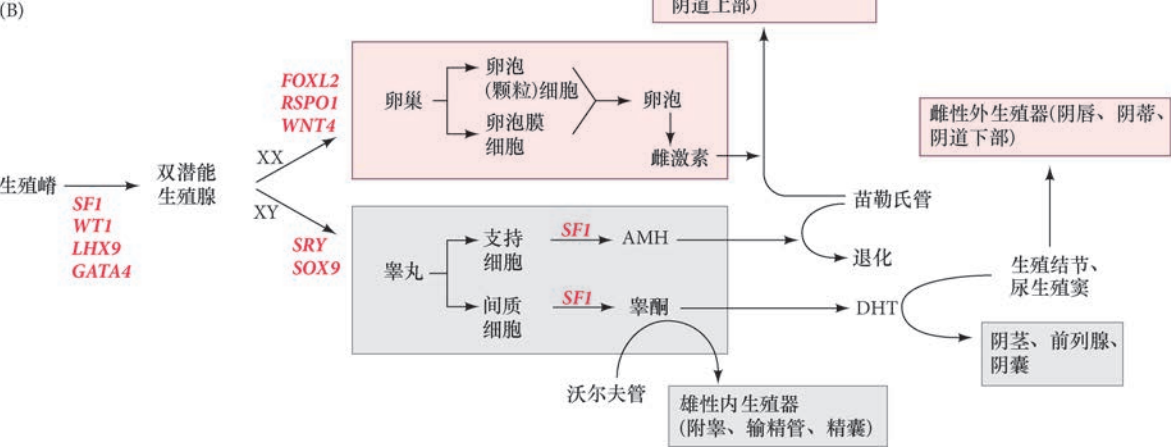 (B)
阴道上部)
FOXL2
RSPO1
WNT4
卵巢
卵泡
(颗粒)细胞
卵泡膜
细胞
卵泡
雌激素
雌性外生殖器(阴唇、阴蒂、
阴道下部)
生殖嵴
SF1
WT1
LHX9
GATA4
双潜能
生殖腺
XX
XY
SRY
SOX9
睾丸
支持
细胞
SF1
AMH
间质
细胞
SF1
睾酮
苗勒氏管
退化
DHT
生殖结节、
尿生殖窦
阴茎、前列腺、
阴囊
沃尔夫管
雄性内生殖器
(附睾、输精管、精囊)